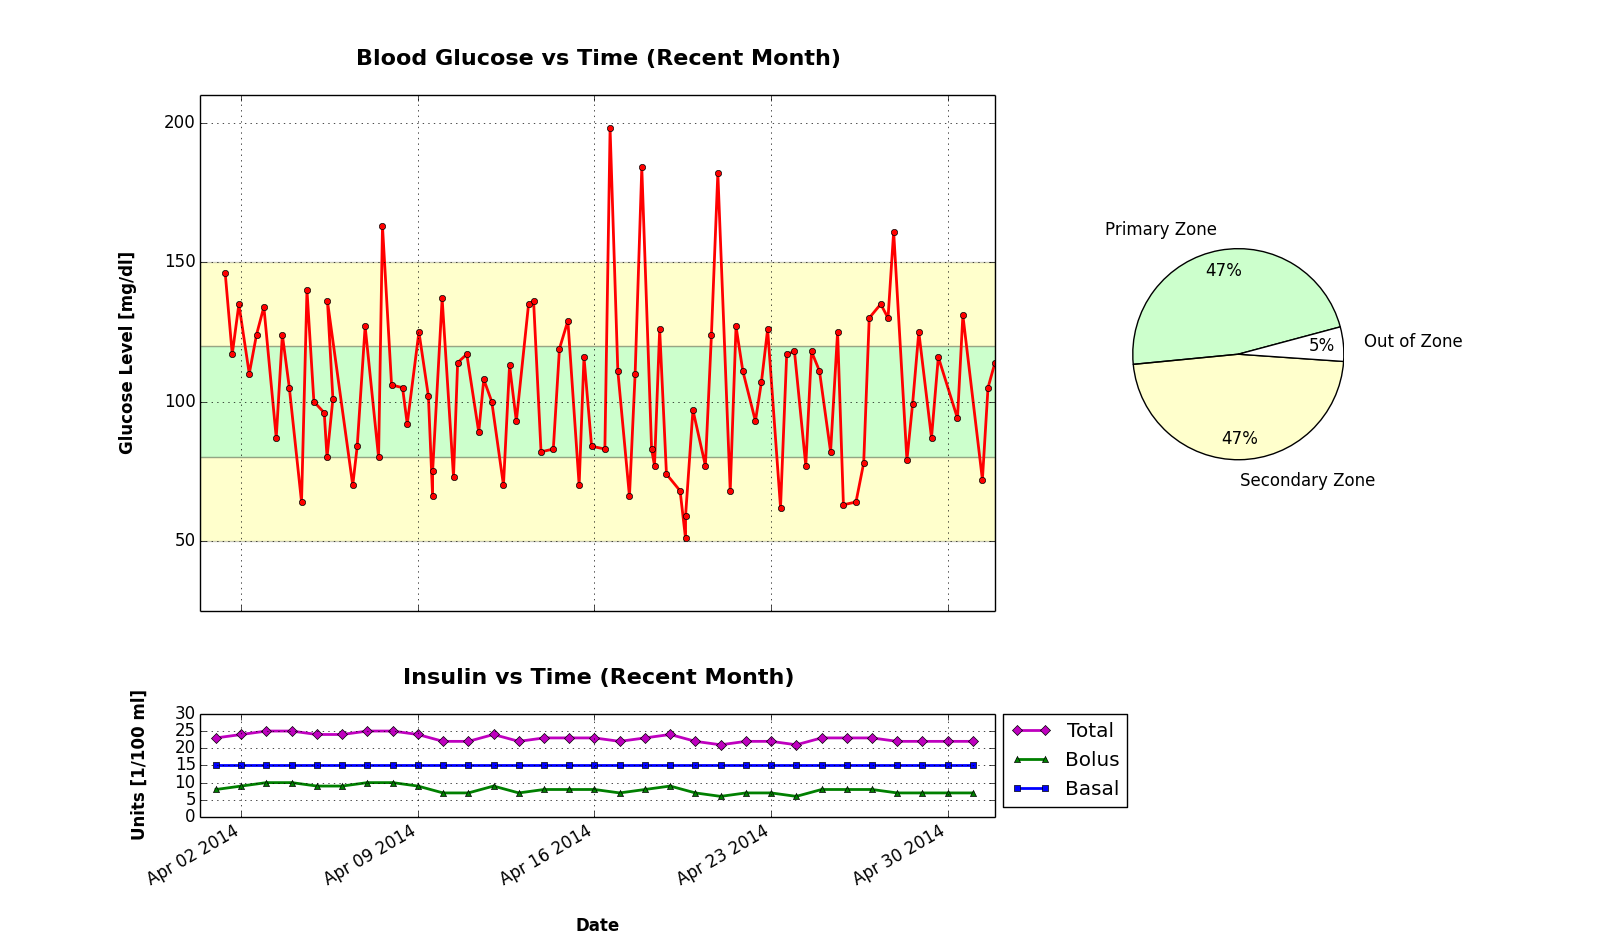 Blood Glucose vs Time (Recent Month)
200
150
100
50
Glucose Level [mg/dl]
Primary Zone
47%
Out of Zone
5%
47%
Secondary Zone
Insulin vs Time (Recent Month)
30
25
20
15
10
5
0
Units [1/100 ml]
Total
Bolus
Basal
Apr 02 2014
Apr 09 2014
Apr 16 2014
Apr 23 2014
Apr 30 2014
Date